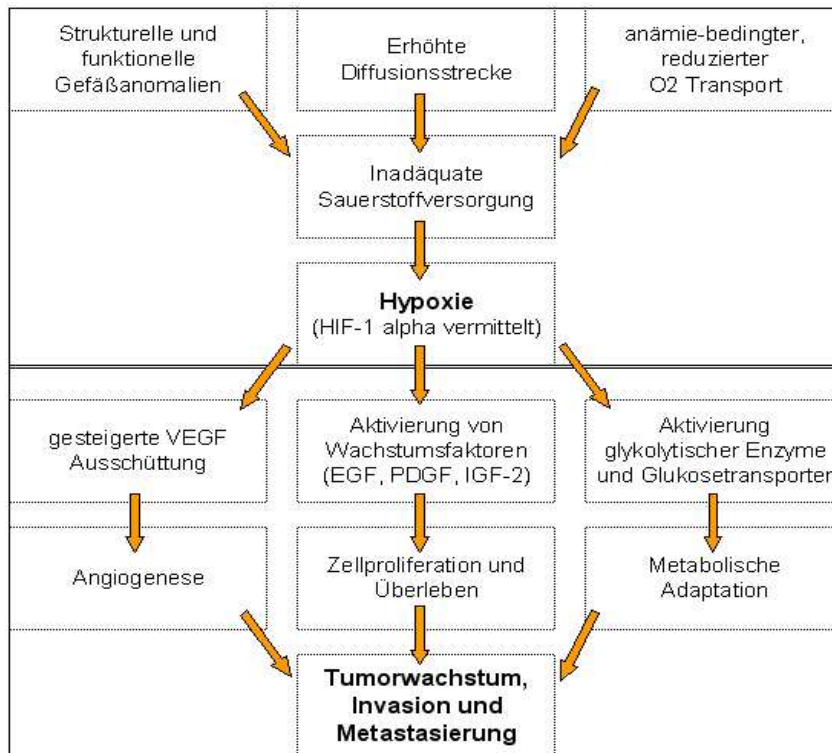 Strukturelle und
funktionelle
Gefäßanomalien
Erhöhte
Diffusionsstrecke
anämie-bedingter,
reduzierter
O2 Transport
Inadäquate
Sauerstoffversorgung
Hypoxie
(HIF-1 alpha vermittelt)
gesteigerte VEGF
Ausschüttung
Aktivierung von
Wachstumsfaktoren
(EGF, PDGF, IGF-2)
Aktivierung
glykolytischer Enzyme
und Glukosetransporter
Angiogenese
Zellproliferation und
Überleben
Metabolische
Adaptation
Tumorwachstum,
Invasion und
Metastasierung